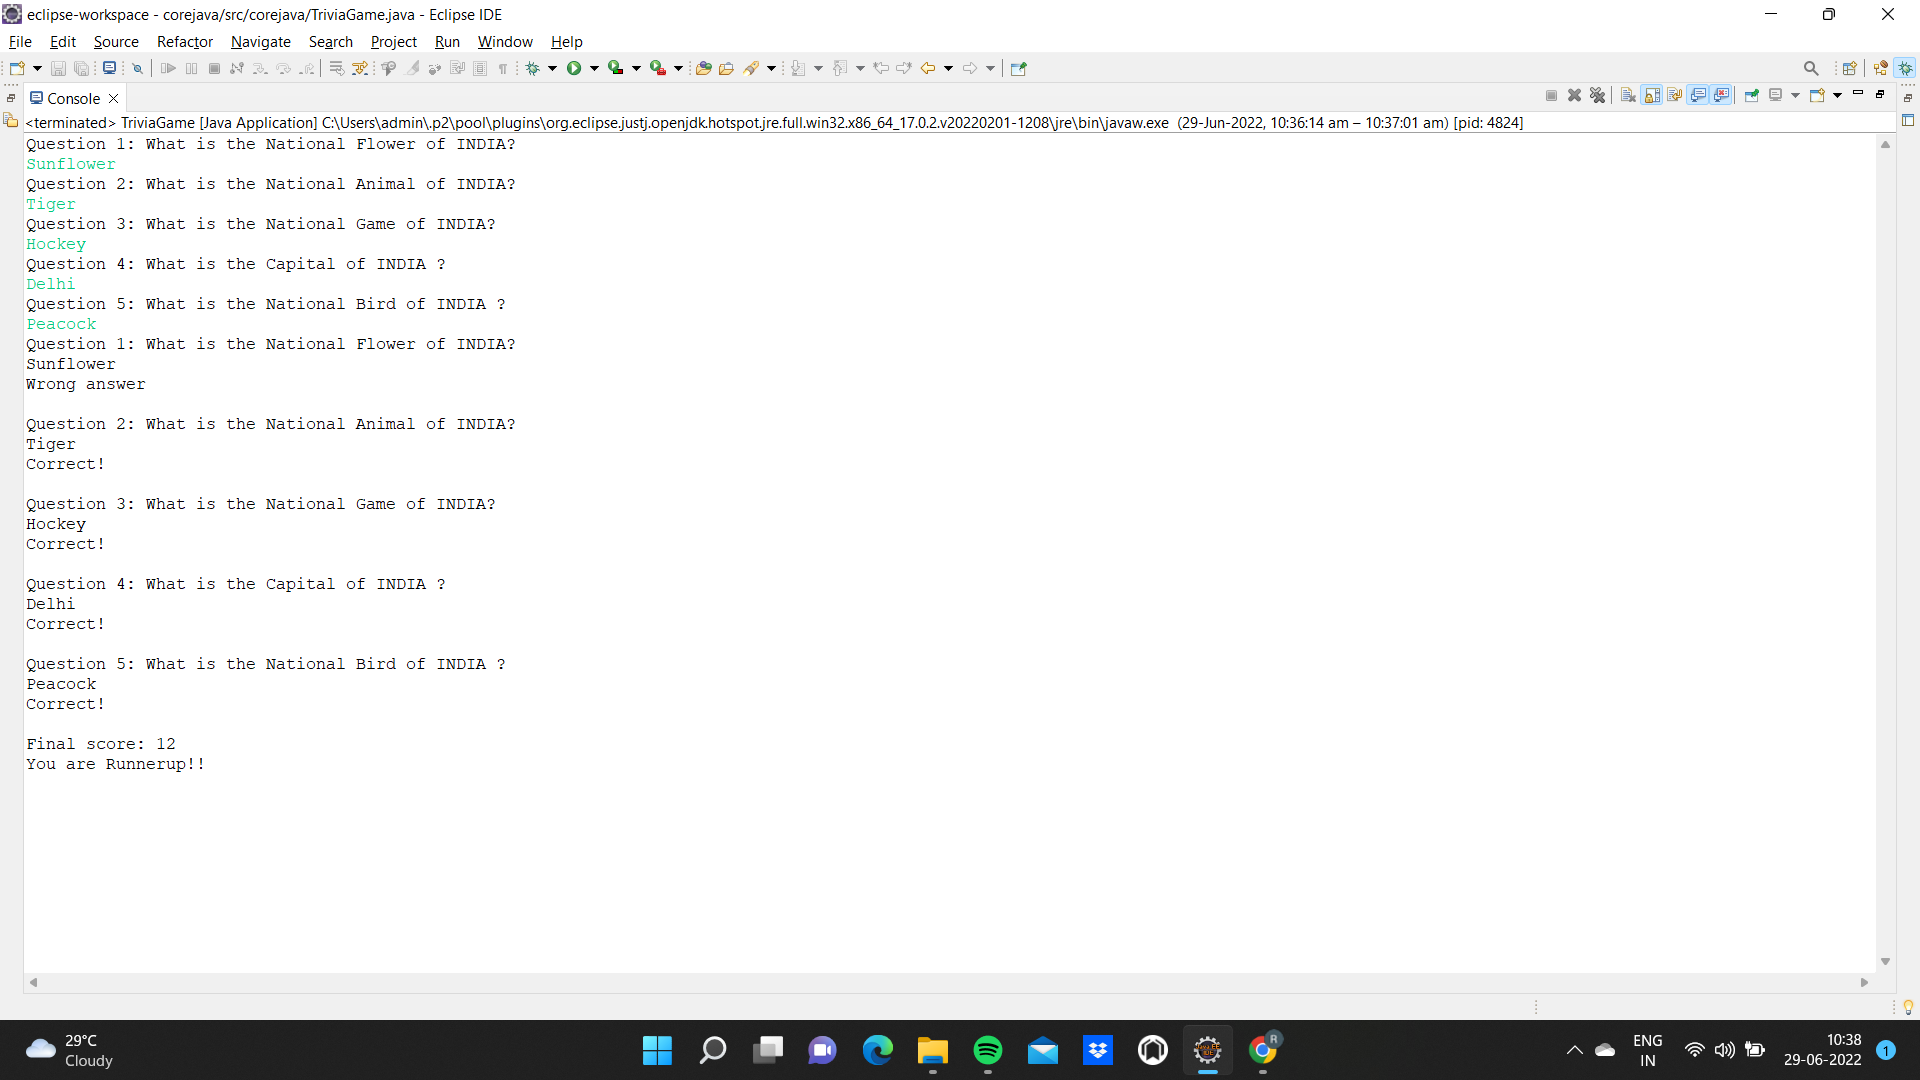 eclipse-workspace - corejava/src/corejava/TriviaGame.java - Eclipse IDE
File Edit Source Refactor Navigate Search Project Run Window Help
Console
<terminated> TriviaGame [Java Application] C:\Users\admin\.p2\pool\plugins\org.eclipse.justj.openjdk.hotspot.jre.full.win32.x86_64_17.0.2.v20220201-1208\jre\bin\javaw.exe (29-Jun-2022, 10:36:14 am – 10:37:01 am) [pid: 4824]
Question 1: What is the National Flower of INDIA?
Sunflower
Question 2: What is the National Animal of INDIA?
Tiger
Question 3: What is the National Game of INDIA?
Hockey
Question 4: What is the Capital of INDIA ?
Delhi
Question 5: What is the National Bird of INDIA ?
Peacock
Question 1: What is the National Flower of INDIA?
Sunflower
Wrong answer
Question 2: What is the National Animal of INDIA?
Tiger
Correct!
Question 3: What is the National Game of INDIA?
Hockey
Correct!
Question 4: What is the Capital of INDIA ?
Delhi
Correct!
Question 5: What is the National Bird of INDIA ?
Peacock
Correct!
Final score: 12
You are Runnerup!!
29°C
Cloudy
R
ENG
IN
10:38
29-06-2022
1